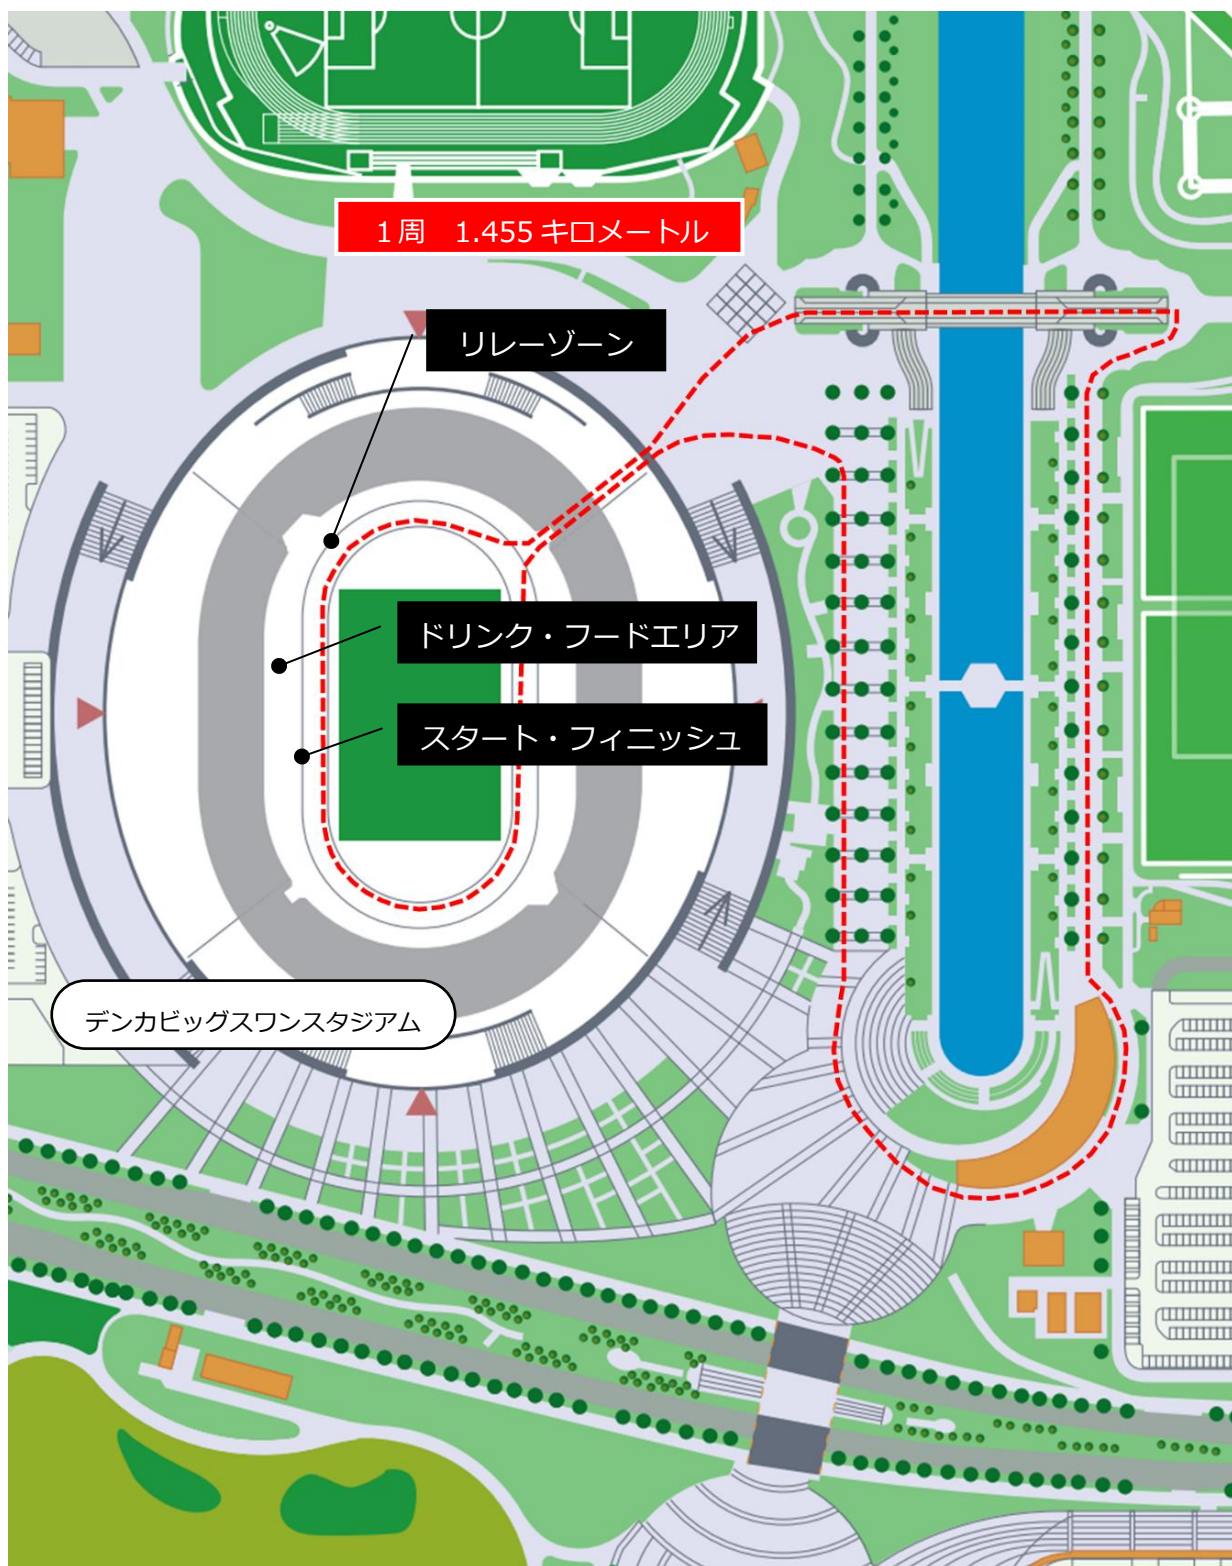 1周　1.455キロメートル
リレーゾーン
ドリンク・フードエリア
スタート・フィニッシュ
デンカビッグスワンスタジアム